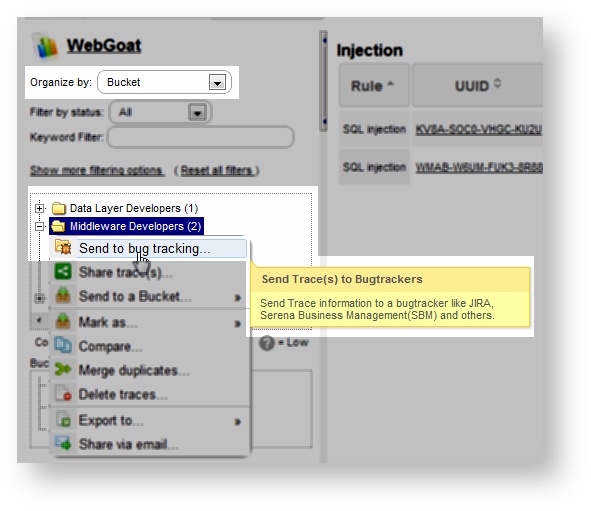 WebGoat
Organize by: Bucket
Filter by status: All
Keyword Filter:
Show more filtering options. ( Reset all filters. )
Data Layer Developers (1)
Middleware Developers (2)
Send to bug tracking...
Share trace(s)...
Send to a Bucket... »
Mark as... »
Compare...
Merge duplicates...
Delete traces...
Export to... »
Share via email...
Co
Buc
? = Low
Send Trace(s) to Bugtrackers
Send Trace information to a bugtracker like JIRA,
Serena Business Management(SBM) and others.
Injection
Rule UUID
SQL injection KV8A-SOC0-VHGC-KU2U
SQL injection WMAB-W6UM-FUK3-8R88